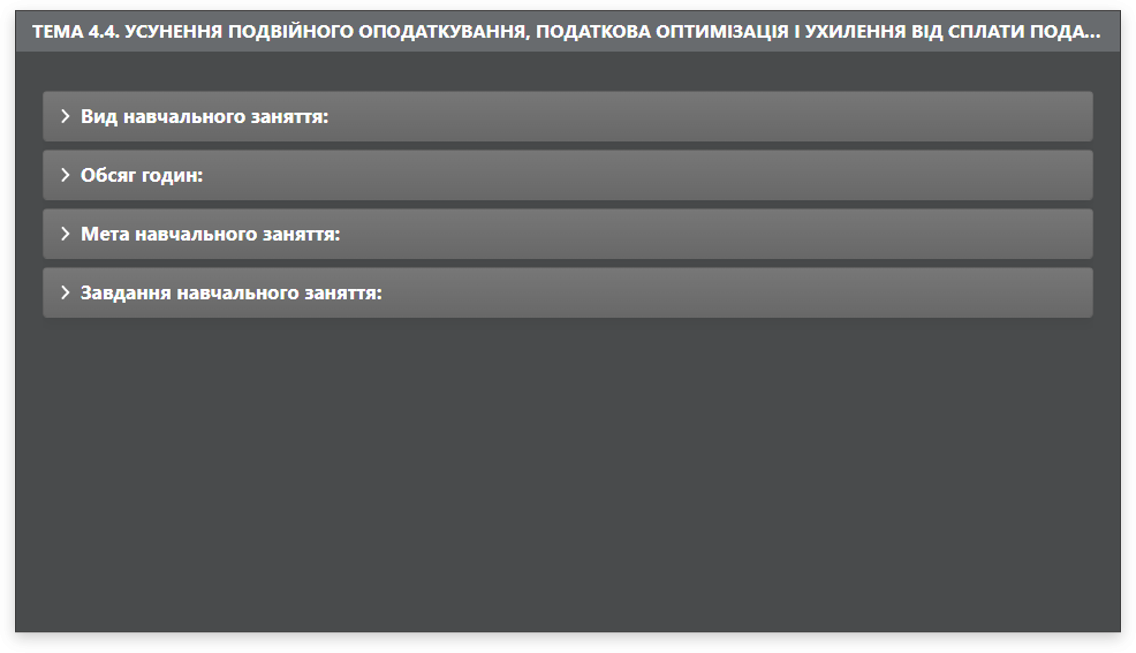 ТЕМА 4.4. УСУНЕННЯ ПОДВІЙНОГО ОПОДАТКУВАННЯ, ПОДАТКОВА ОПТИМІЗАЦІЯ І УХИЛЕННЯ ВІД СПЛАТИ ПОДА...
Вид навчального заняття:
Обсяг годин:
Мета навчального заняття:
Завдання навчального заняття: